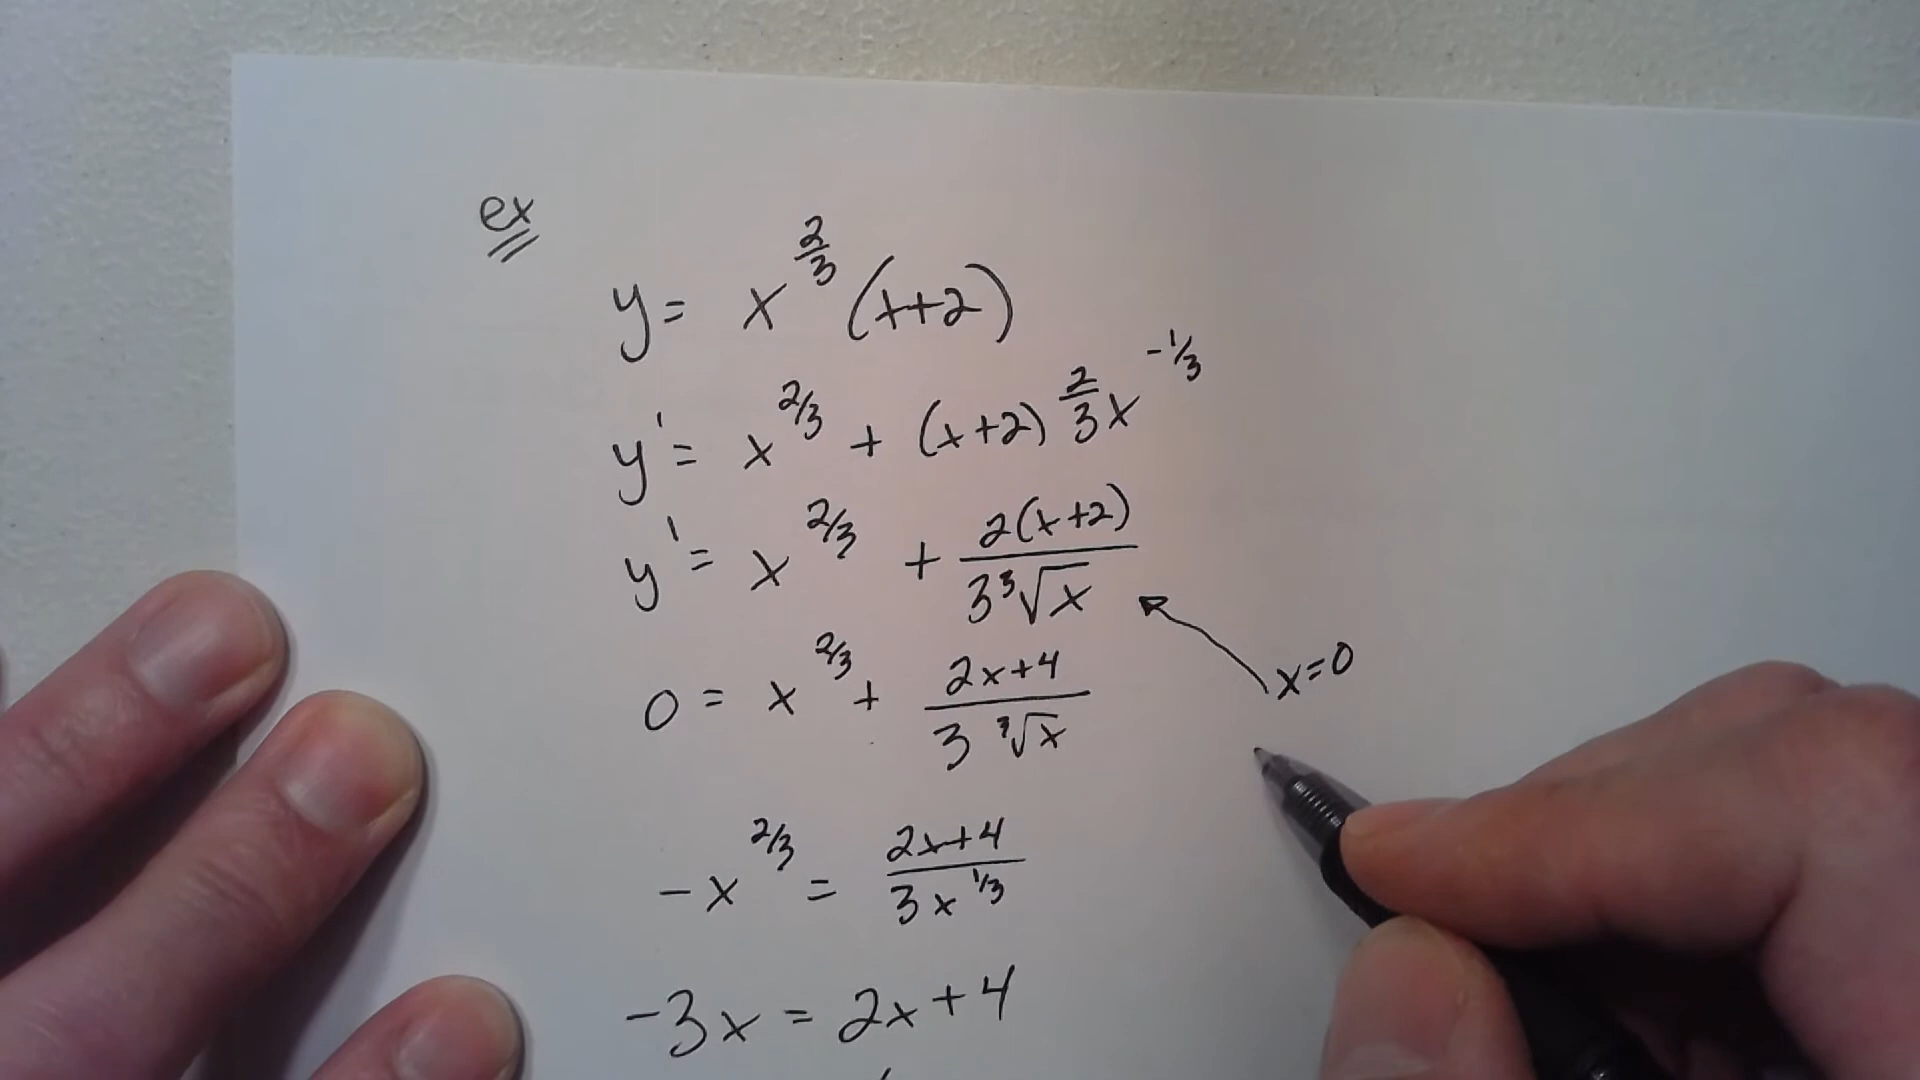 ex
y = x^(2/3) (x+2)
y' = x^(2/3) + (x+2) 2/3 x^(-1/3)
y' = x^(2/3) + 2(x+2) / 3∛x
x=0
0 = x^(2/3) + 2x+4 / 3 ∛x
-x^(2/3) = 2x+4 / 3x^(1/3)
-3x = 2x+4